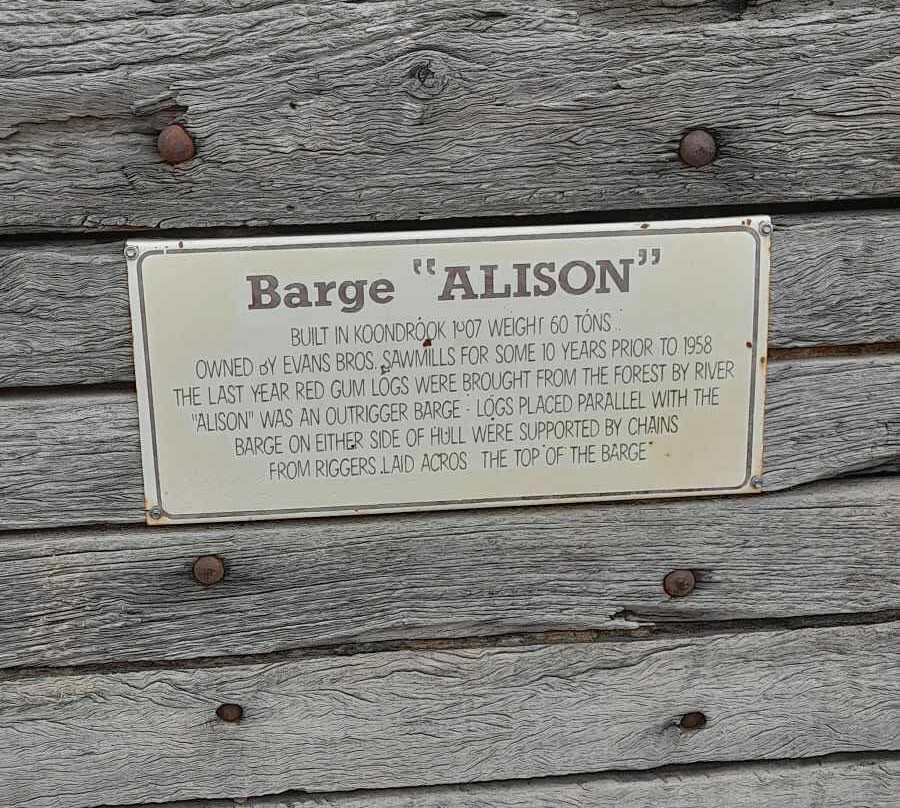 Barge "ALISON"
BUILT IN KOONDROOK 1907 WEIGHT 60 TONS
OWNED BY EVANS BROS. SAWMILLS FOR SOME 10 YEARS PRIOR TO 1958
THE LAST YEAR RED GUM LOGS WERE BROUGHT FROM THE FOREST BY RIVER
"ALISON" WAS AN OUTRIGGER BARGE - LOGS PLACED PARALLEL WITH THE
BARGE ON EITHER SIDE OF HULL WERE SUPPORTED BY CHAINS
FROM RIGGERS LAID ACROS THE TOP OF THE BARGE